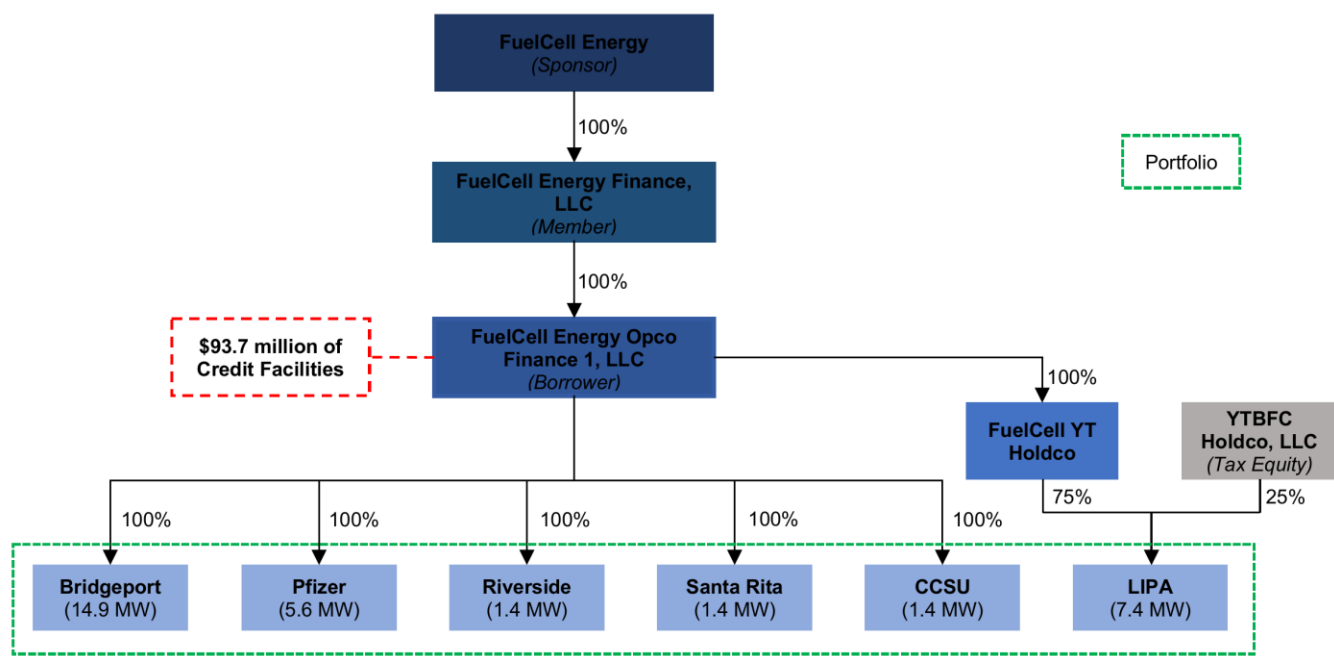 FuelCell Energy
(Sponsor)
100%
FuelCell Energy Finance,
LLC
(Member)
Portfolio
100%
$93.7 million of
Credit Facilities
FuelCell Energy Opco
Finance 1, LLC
(Borrower)
100%
FuelCell YT
Holdco
YTBFC
Holdco, LLC
(Tax Equity)
75%
25%
100%
100%
100%
100%
100%
Bridgeport
(14.9 MW)
Pfizer
(5.6 MW)
Riverside
(1.4 MW)
Santa Rita
(1.4 MW)
CCSU
(1.4 MW)
LIPA
(7.4 MW)